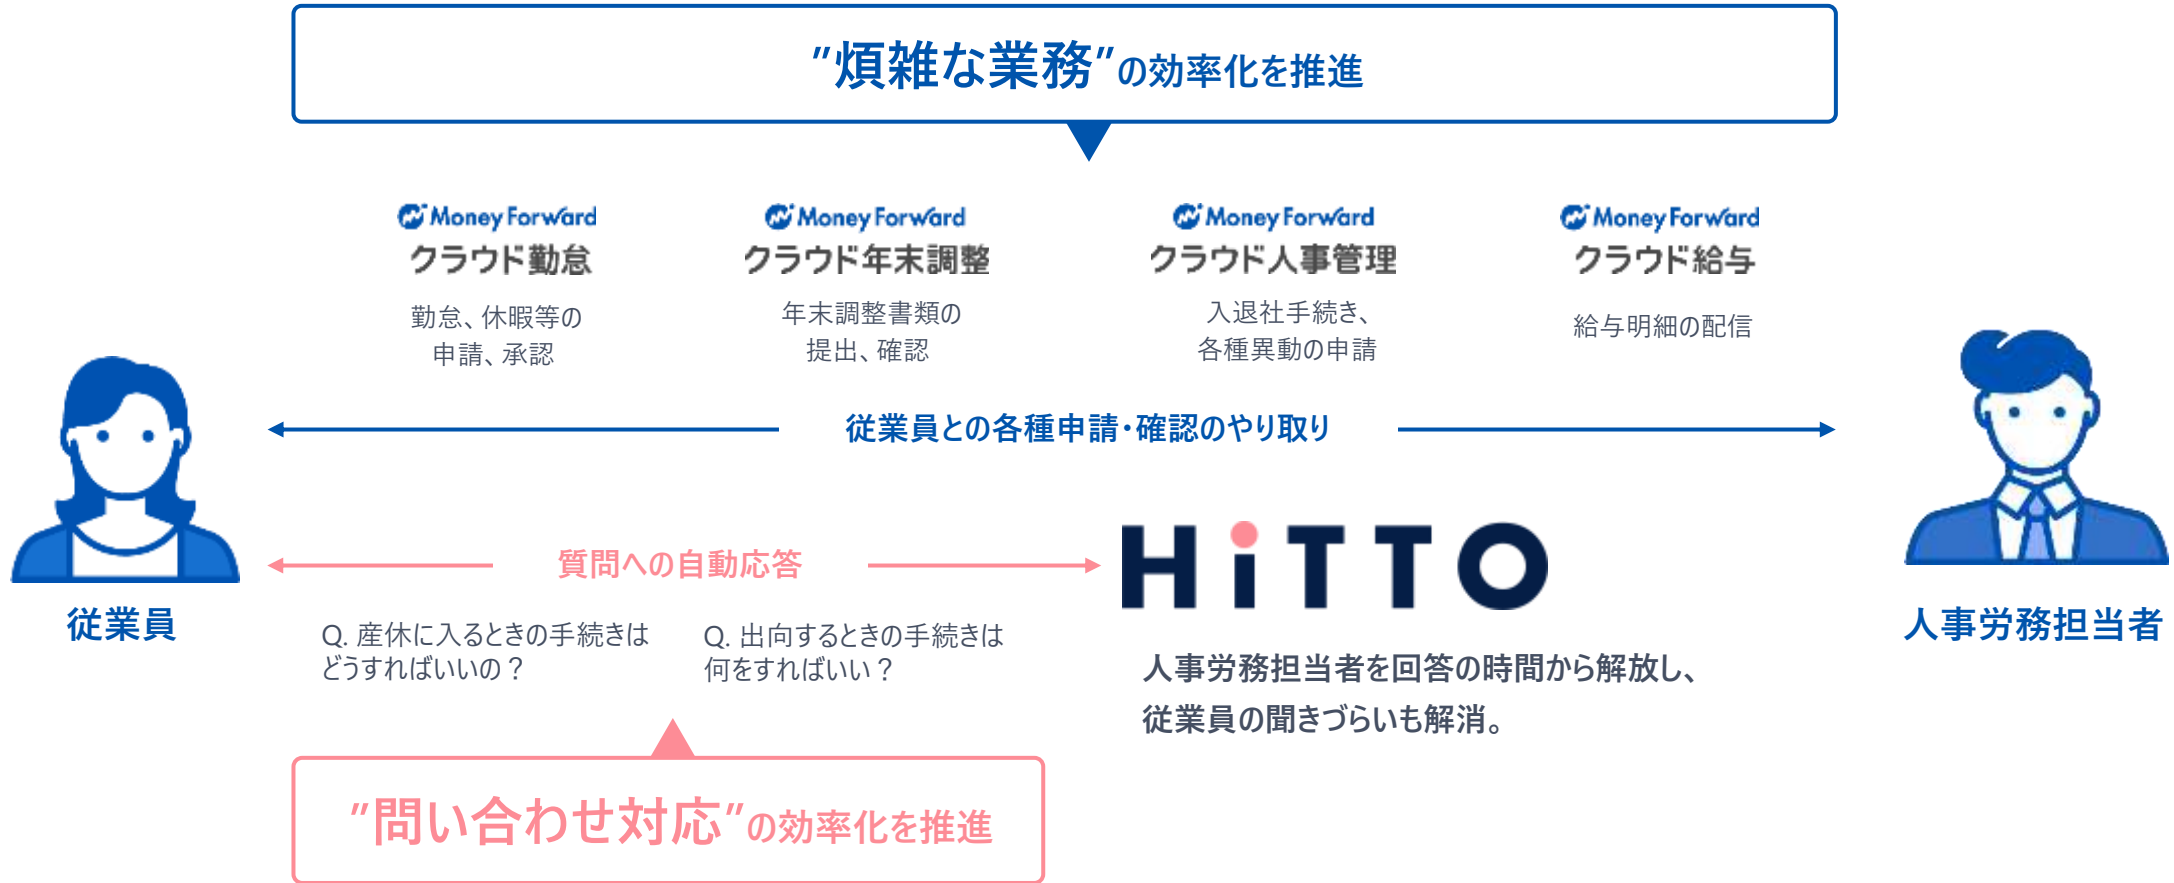 ”煩雑な業務”の効率化を推進
Money Forward
クラウド勤怠
勤怠、休暇等の
申請、承認
Money Forward
クラウド年末調整
年末調整書類の
提出、確認
Money Forward
クラウド人事管理
入退社手続き、
各種異動の申請
Money Forward
クラウド給与
給与明細の配信
従業員との各種申請・確認のやり取り
従業員
人事労務担当者
質問への自動応答
Q. 産休に入るときの手続きは
どうすればいいの？
Q. 出向するときの手続きは
何をすればいい？
HiTTO
人事労務担当者を回答の時間から解放し、
従業員の聞きづらいも解消。
”問い合わせ対応”の効率化を推進